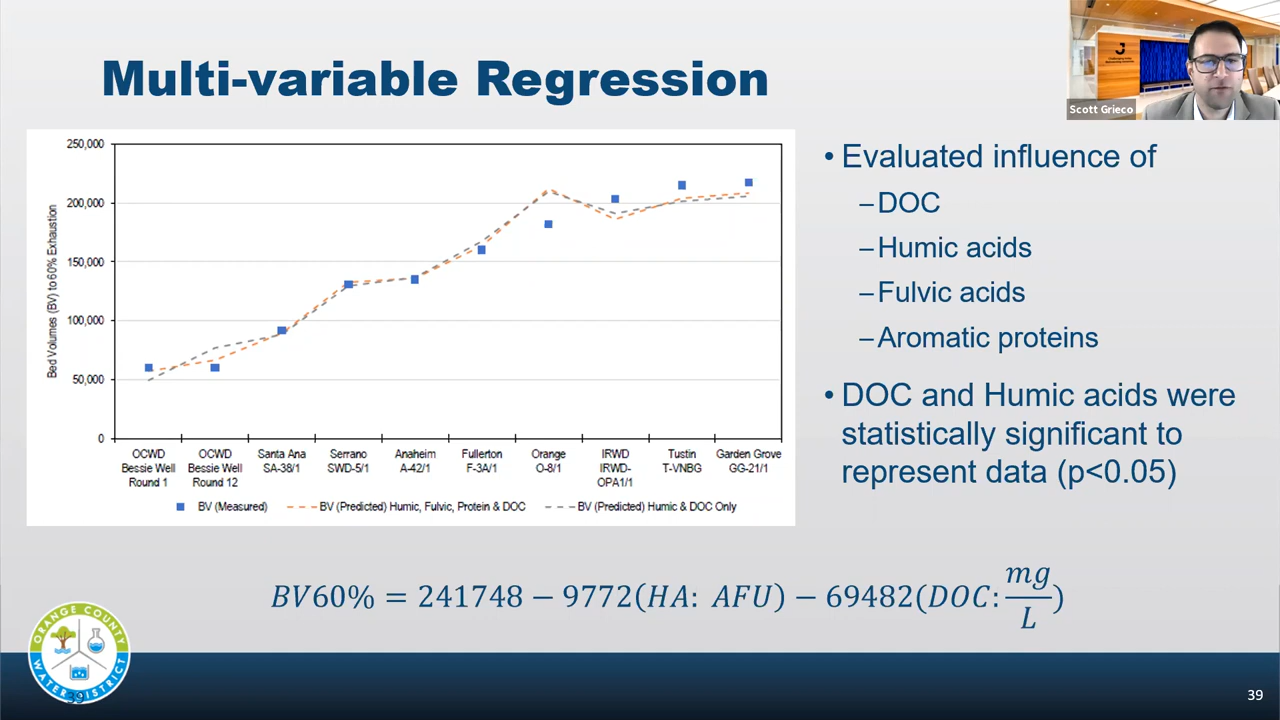 Multi-variable Regression
Scott Grieco
250,000
200,000
150,000
100,000
50,000
0
Bed Volumes (BV) to 60% Exhaustion
OCWD Bessie Well Round 1
OCWD Bessie Well Round 12
Santa Ana SA-38/1
Serrano SWD-5/1
Anaheim A-42/1
Fullerton F-3A/1
Orange O-8/1
IRWD IRWD-OPA1/1
Tustin T-VNBG
Garden Grove GG-21/1
BV (Measured)
BV (Predicted) Humic, Fulvic, Protein & DOC
BV (Predicted) Humic & DOC Only
• Evaluated influence of
–DOC
–Humic acids
–Fulvic acids
–Aromatic proteins
• DOC and Humic acids were
statistically significant to
represent data (p<0.05)
BV60% = 241748 − 9772(HA: AFU) − 69482(DOC: mg/L)
ORANGE COUNTY
WATER DISTRICT
39
39